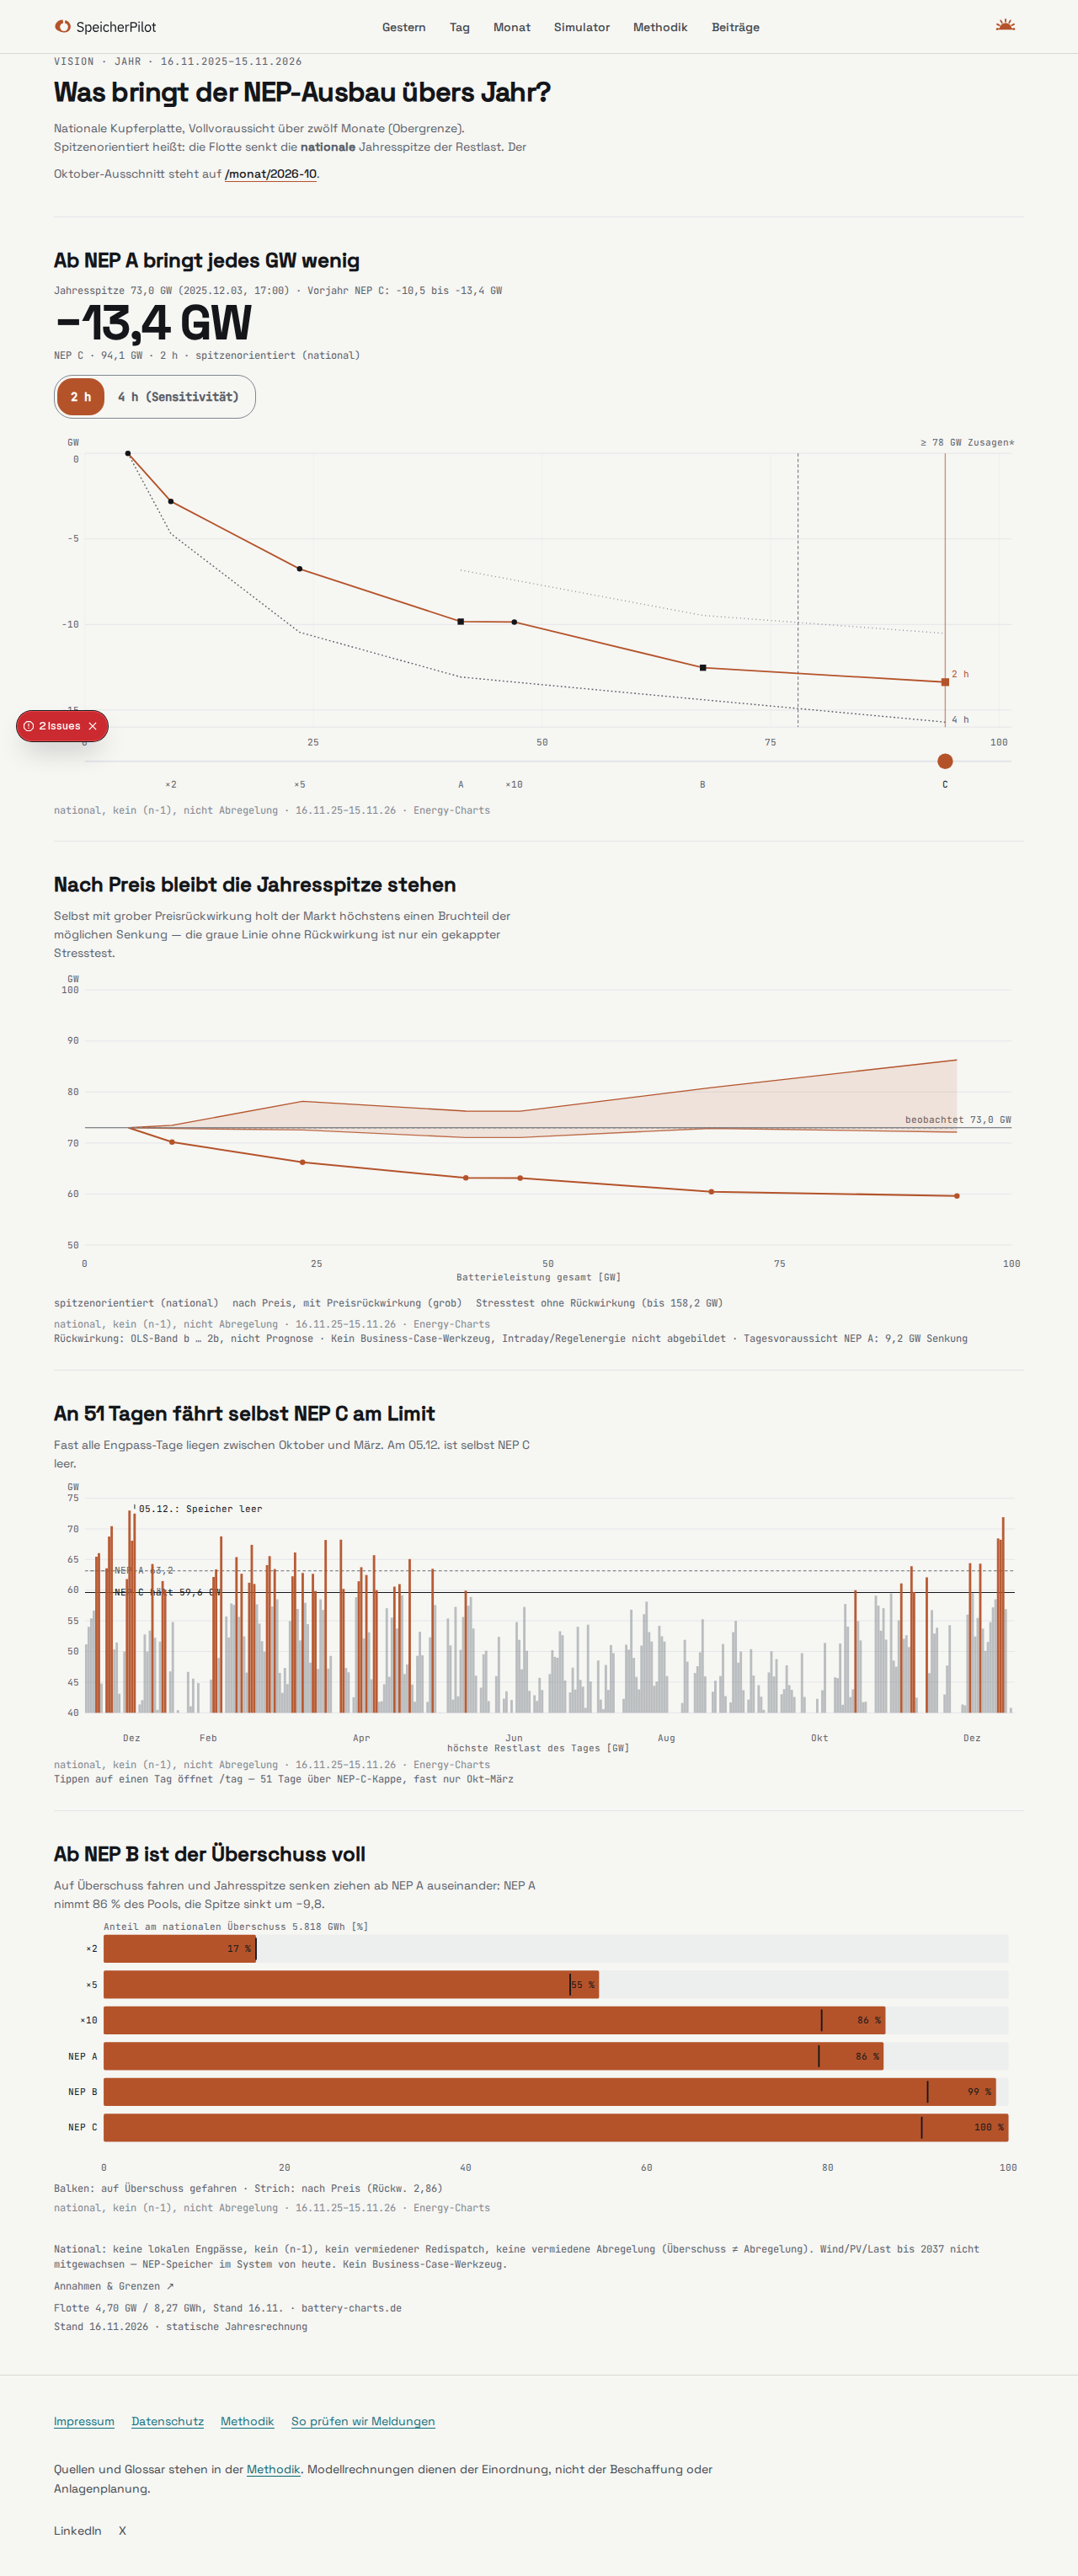 SpeicherPilot
Gestern Tag Monat Simulator Methodik Beiträge
VISION · JAHR · 16.11.2025–15.11.2026
Was bringt der NEP-Ausbau übers Jahr?
Nationale Kupferplatte, Vollvoraussicht über zwölf Monate (Obergrenze).
Spitzenorientiert heißt: die Flotte senkt die nationale Jahresspitze der Restlast. Der
Oktober-Ausschnitt steht auf /monat/2026-10.
Ab NEP A bringt jedes GW wenig
Jahresspitze 73,0 GW (2025.12.03, 17:00) · Vorjahr NEP C: -10,5 bis -13,4 GW
−13,4 GW
NEP C · 94,1 GW · 2 h · spitzenorientiert (national)
2 h 4 h (Sensitivität)
GW ≥ 78 GW Zusagen*
0
-5
-10
2 h
-15
4 h
2 Issues
0 25 50 75 100
×2 ×5 A ×10 B C
national, kein (n-1), nicht Abregelung · 16.11.25–15.11.26 · Energy-Charts
Nach Preis bleibt die Jahresspitze stehen
Selbst mit grober Preisrückwirkung holt der Markt höchstens einen Bruchteil der
möglichen Senkung — die graue Linie ohne Rückwirkung ist nur ein gekappter
Stresstest.
GW
100
90
80
beobachtet 73,0 GW
70
60
50
0 25 50 75 100
Batterieleistung gesamt [GW]
spitzenorientiert (national) nach Preis, mit Preisrückwirkung (grob) Stresstest ohne Rückwirkung (bis 158,2 GW)
national, kein (n-1), nicht Abregelung · 16.11.25–15.11.26 · Energy-Charts
Rückwirkung: OLS-Band b … 2b, nicht Prognose · Kein Business-Case-Werkzeug, Intraday/Regelenergie nicht abgebildet · Tagesvoraussicht NEP A: 9,2 GW Senkung
An 51 Tagen fährt selbst NEP C am Limit
Fast alle Engpass-Tage liegen zwischen Oktober und März. Am 05.12. ist selbst NEP C
leer.
GW
75
05.12.: Speicher leer
70
65
NEP A 63,2
60
NEP C hält 59,6 GW
55
50
45
40
Dez Feb Apr Jun Aug Okt Dez
höchste Restlast des Tages [GW]
national, kein (n-1), nicht Abregelung · 16.11.25–15.11.26 · Energy-Charts
Tippen auf einen Tag öffnet /tag — 51 Tage über NEP-C-Kappe, fast nur Okt–März
Ab NEP B ist der Überschuss voll
Auf Überschuss fahren und Jahresspitze senken ziehen ab NEP A auseinander: NEP A
nimmt 86 % des Pools, die Spitze sinkt um −9,8.
Anteil am nationalen Überschuss 5.818 GWh [%]
×2 17 %
×5 55 %
×10 86 %
NEP A 86 %
NEP B 99 %
NEP C 100 %
0 20 40 60 80 100
Balken: auf Überschuss gefahren · Strich: nach Preis (Rückw. 2,86)
national, kein (n-1), nicht Abregelung · 16.11.25–15.11.26 · Energy-Charts
National: keine lokalen Engpässe, kein (n-1), kein vermiedener Redispatch, keine vermiedene Abregelung (Überschuss ≠ Abregelung). Wind/PV/Last bis 2037 nicht
mitgewachsen — NEP-Speicher im System von heute. Kein Business-Case-Werkzeug.
Annahmen & Grenzen ↗
Flotte 4,70 GW / 8,27 GWh, Stand 16.11. · battery-charts.de
Stand 16.11.2026 · statische Jahresrechnung
Impressum Datenschutz Methodik So prüfen wir Meldungen
Quellen und Glossar stehen in der Methodik. Modellrechnungen dienen der Einordnung, nicht der Beschaffung oder
Anlagenplanung.
LinkedIn X